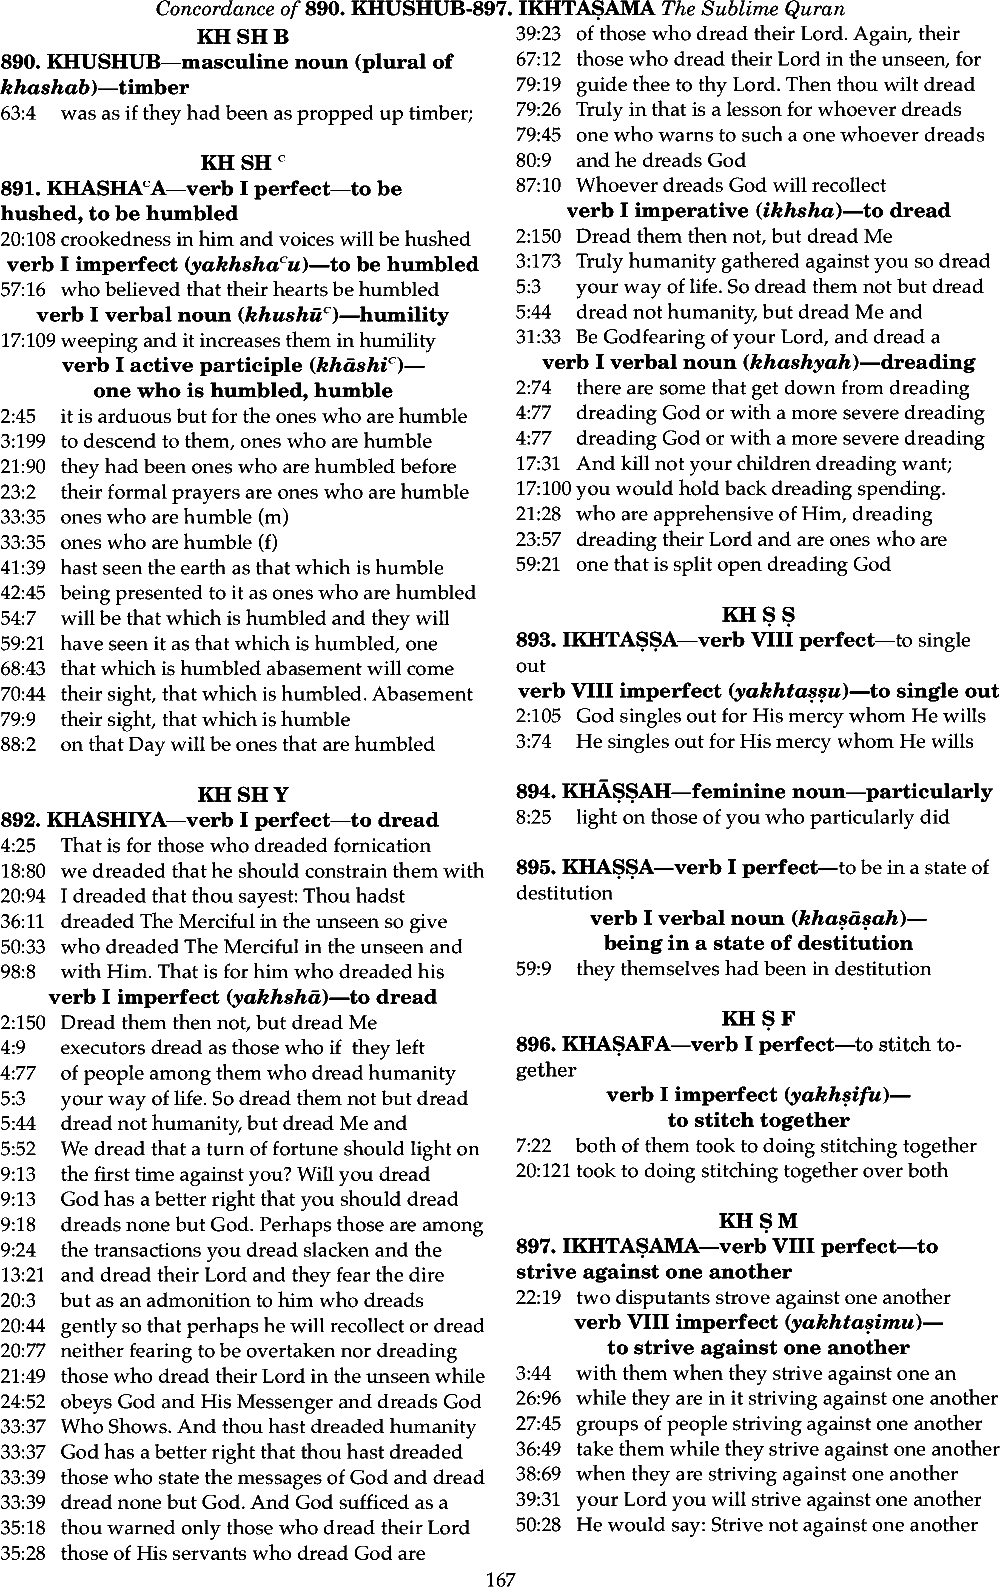 Concordance of 890. KHUSHUB-897. IKHTAṢAMA The Sublime Quran
KH SH B
890. KHUSHUB—masculine noun (plural of
khashab)—timber
63:4 was as if they had been as propped up timber;
KH SH ᶜ
891. KHASHAᶜA—verb I perfect—to be
hushed, to be humbled
20:108 crookedness in him and voices will be hushed
verb I imperfect (yakhshaᶜu)—to be humbled
57:16 who believed that their hearts be humbled
verb I verbal noun (khushūᶜ)—humility
17:109 weeping and it increases them in humility
verb I active participle (khāshiᶜ)—
one who is humbled, humble
2:45 it is arduous but for the ones who are humble
3:199 to descend to them, ones who are humble
21:90 they had been ones who are humbled before
23:2 their formal prayers are ones who are humble
33:35 ones who are humble (m)
33:35 ones who are humble (f)
41:39 hast seen the earth as that which is humble
42:45 being presented to it as ones who are humbled
54:7 will be that which is humbled and they will
59:21 have seen it as that which is humbled, one
68:43 that which is humbled abasement will come
70:44 their sight, that which is humbled. Abasement
79:9 their sight, that which is humble
88:2 on that Day will be ones that are humbled
KH SH Y
892. KHASHIYA—verb I perfect—to dread
4:25 That is for those who dreaded fornication
18:80 we dreaded that he should constrain them with
20:94 I dreaded that thou sayest: Thou hadst
36:11 dreaded The Merciful in the unseen so give
50:33 who dreaded The Merciful in the unseen and
98:8 with Him. That is for him who dreaded his
verb I imperfect (yakhshā)—to dread
2:150 Dread them then not, but dread Me
4:9 executors dread as those who if they left
4:77 of people among them who dread humanity
5:3 your way of life. So dread them not but dread
5:44 dread not humanity, but dread Me and
5:52 We dread that a turn of fortune should light on
9:13 the first time against you? Will you dread
9:13 God has a better right that you should dread
9:18 dreads none but God. Perhaps those are among
9:24 the transactions you dread slacken and the
13:21 and dread their Lord and they fear the dire
20:3 but as an admonition to him who dreads
20:44 gently so that perhaps he will recollect or dread
20:77 neither fearing to be overtaken nor dreading
21:49 those who dread their Lord in the unseen while
24:52 obeys God and His Messenger and dreads God
33:37 Who Shows. And thou hast dreaded humanity
33:37 God has a better right that thou hast dreaded
33:39 those who state the messages of God and dread
33:39 dread none but God. And God sufficed as a
35:18 thou warned only those who dread their Lord
35:28 those of His servants who dread God are
39:23 of those who dread their Lord. Again, their
67:12 those who dread their Lord in the unseen, for
79:19 guide thee to thy Lord. Then thou wilt dread
79:26 Truly in that is a lesson for whoever dreads
79:45 one who warns to such a one whoever dreads
80:9 and he dreads God
87:10 Whoever dreads God will recollect
verb I imperative (ikhsha)—to dread
2:150 Dread them then not, but dread Me
3:173 Truly humanity gathered against you so dread
5:3 your way of life. So dread them not but dread
5:44 dread not humanity, but dread Me and
31:33 Be Godfearing of your Lord, and dread a
verb I verbal noun (khashyah)—dreading
2:74 there are some that get down from dreading
4:77 dreading God or with a more severe dreading
4:77 dreading God or with a more severe dreading
17:31 And kill not your children dreading want;
17:100 you would hold back dreading spending.
21:28 who are apprehensive of Him, dreading
23:57 dreading their Lord and are ones who are
59:21 one that is split open dreading God
KH Ṣ Ṣ
893. IKHTAṢṢA—verb VIII perfect—to single
out
verb VIII imperfect (yakhtaṣṣu)—to single out
2:105 God singles out for His mercy whom He wills
3:74 He singles out for His mercy whom He wills
894. KHĀṢṢAH—feminine noun—particularly
8:25 light on those of you who particularly did
895. KHAṢṢA—verb I perfect—to be in a state of
destitution
verb I verbal noun (khaṣāṣah)—
being in a state of destitution
59:9 they themselves had been in destitution
KH Ṣ F
896. KHAṢAFA—verb I perfect—to stitch to-
gether
verb I imperfect (yakhṣifu)—
to stitch together
7:22 both of them took to doing stitching together
20:121 took to doing stitching together over both
KH Ṣ M
897. IKHTAṢAMA—verb VIII perfect—to
strive against one another
22:19 two disputants strove against one another
verb VIII imperfect (yakhtaṣimu)—
to strive against one another
3:44 with them when they strive against one an
26:96 while they are in it striving against one another
27:45 groups of people striving against one another
36:49 take them while they strive against one another
38:69 when they are striving against one another
39:31 your Lord you will strive against one another
50:28 He would say: Strive not against one another
167